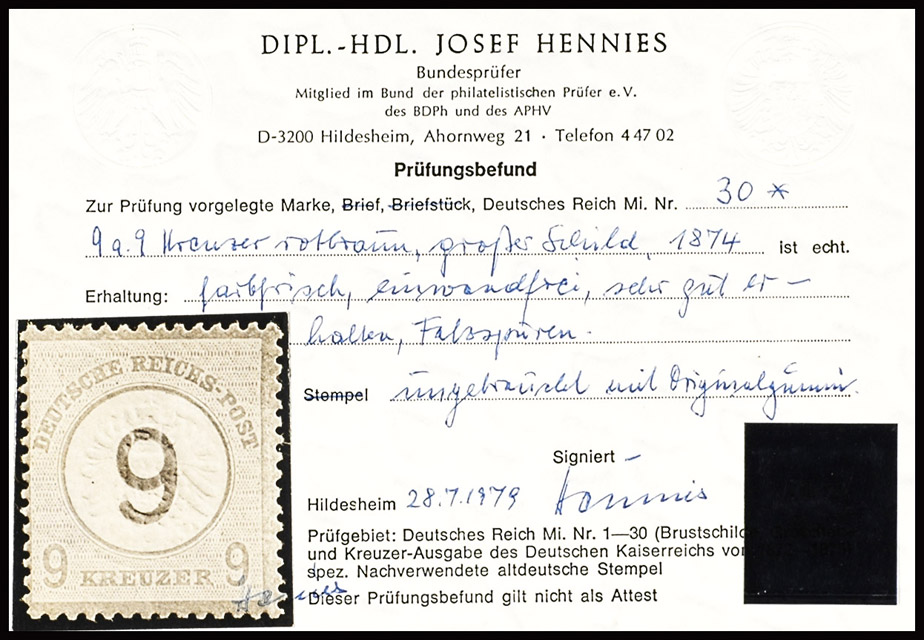 DIPL.-HDL. JOSEF HENNIES
Bundesprüfer
Mitglied im Bund der philatelistischen Prüfer e.V.
des BDPh und des APHV
D-3200 Hildesheim, Ahornweg 21 · Telefon 4 47 02
Prüfungsbefund
Zur Prüfung vorgelegte Marke, Brief, Briefstück, Deutsches Reich Mi. Nr. 30 *
9 a. 9 Kreuzer rotbraun, großer Schild, 1874 ist echt.
Erhaltung: farbfrisch, einwandfrei, sehr gut er-
halten, Falzspuren.
Stempel ungebraucht mit Originalgummi.
Signiert –
Hildesheim 28.7.1979 Hennies
Prüfgebiet: Deutsches Reich Mi. Nr. 1—30 (Brustschild
und Kreuzer-Ausgabe des Deutschen Kaiserreichs von
spez. Nachverwendete altdeutsche Stempel
Dieser Prüfungsbefund gilt nicht als Attest
DEUTSCHE REICHS-POST
9
9 KREUZER 9
Hennies